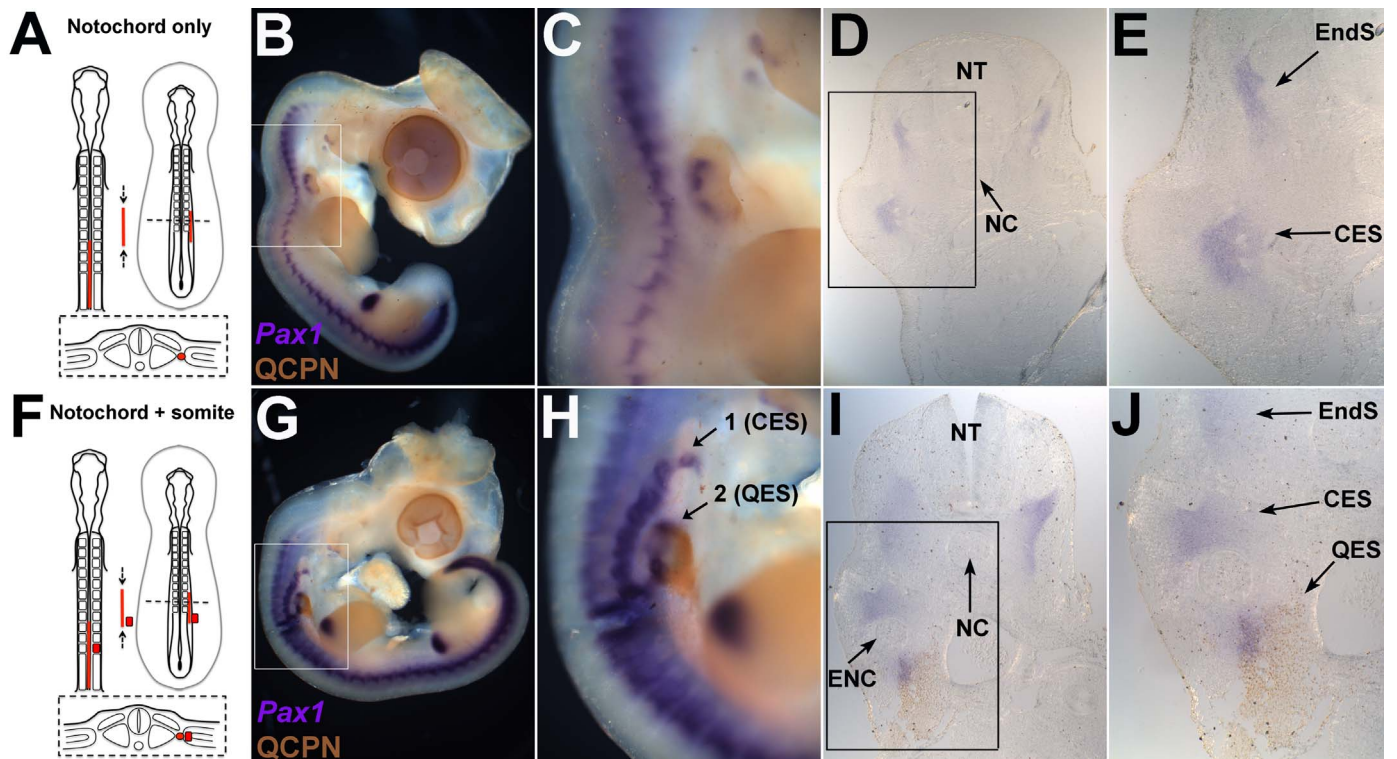 A
Notochord only
B
Pax1
QCPN
C
D
NT
NC
E
EndS
CES
F
Notochord + somite
G
Pax1
QCPN
H
1 (CES)
2 (QES)
I
NT
NC
ENC
J
EndS
CES
QES